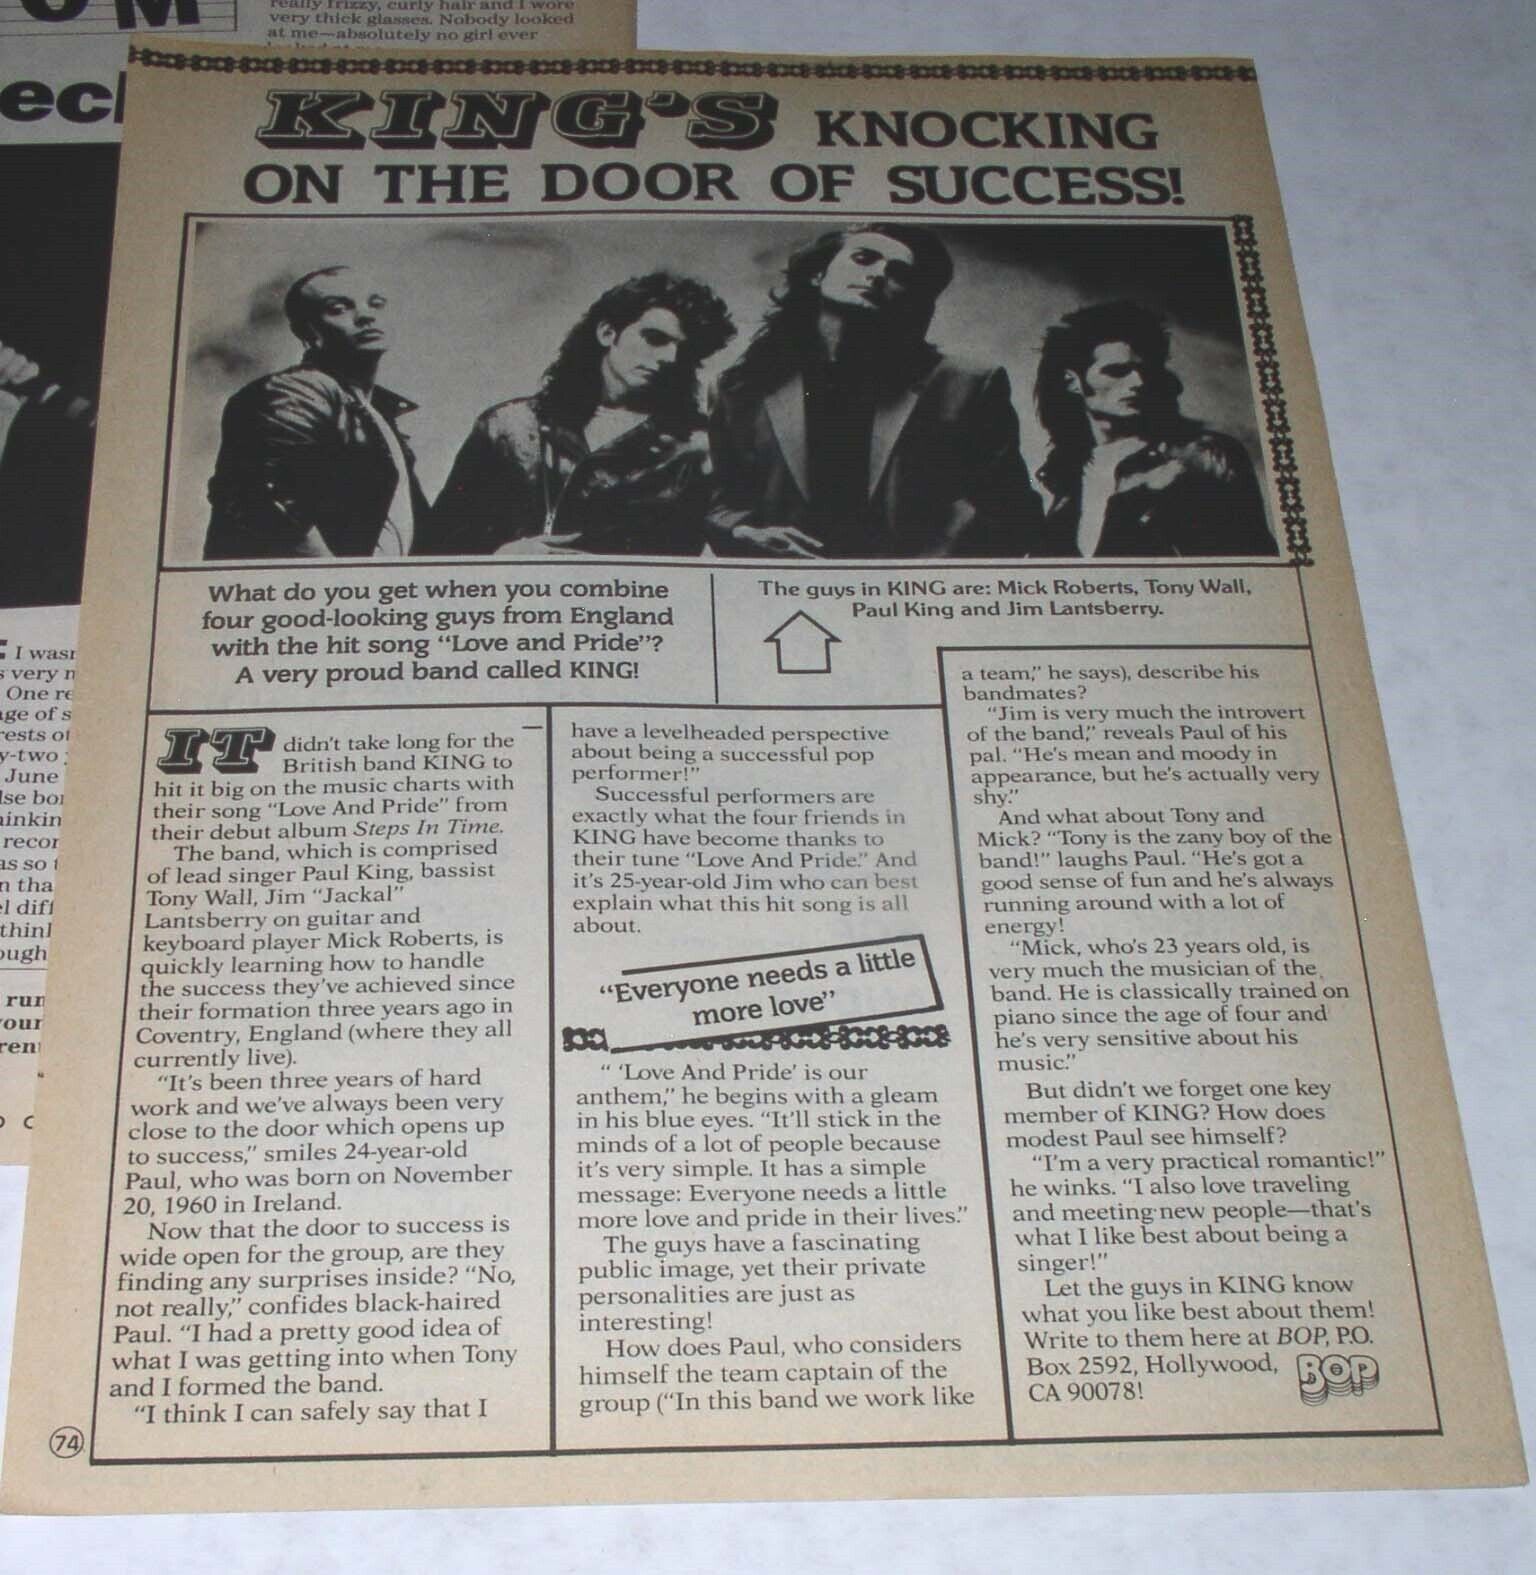 really frizzy, curly hair and I wore
very thick glasses. Nobody looked
at me—absolutely no girl ever
KING'S KNOCKING
ON THE DOOR OF SUCCESS!
What do you get when you combine
four good-looking guys from England
with the hit song "Love and Pride"?
A very proud band called KING!
The guys in KING are: Mick Roberts, Tony Wall,
Paul King and Jim Lantsberry.
IT didn't take long for the
British band KING to
hit it big on the music charts with
their song "Love And Pride" from
their debut album Steps In Time.
The band, which is comprised
of lead singer Paul King, bassist
Tony Wall, Jim "Jackal"
Lantsberry on guitar and
keyboard player Mick Roberts, is
quickly learning how to handle
the success they've achieved since
their formation three years ago in
Coventry, England (where they all
currently live).
"It's been three years of hard
work and we've always been very
close to the door which opens up
to success," smiles 24-year-old
Paul, who was born on November
20, 1960 in Ireland.
Now that the door to success is
wide open for the group, are they
finding any surprises inside? "No,
not really," confides black-haired
Paul. "I had a pretty good idea of
what I was getting into when Tony
and I formed the band.
"I think I can safely say that I
have a levelheaded perspective
about being a successful pop
performer!"
Successful performers are
exactly what the four friends in
KING have become thanks to
their tune "Love And Pride." And
it's 25-year-old Jim who can best
explain what this hit song is all
about.
"Everyone needs a little
more love"
" 'Love And Pride' is our
anthem," he begins with a gleam
in his blue eyes. "It'll stick in the
minds of a lot of people because
it's very simple. It has a simple
message: Everyone needs a little
more love and pride in their lives."
The guys have a fascinating
public image, yet their private
personalities are just as
interesting!
How does Paul, who considers
himself the team captain of the
group ("In this band we work like
a team," he says), describe his
bandmates?
"Jim is very much the introvert
of the band," reveals Paul of his
pal. "He's mean and moody in
appearance, but he's actually very
shy."
And what about Tony and
Mick? "Tony is the zany boy of the
band!" laughs Paul. "He's got a
good sense of fun and he's always
running around with a lot of
energy!
"Mick, who's 23 years old, is
very much the musician of the
band. He is classically trained on
piano since the age of four and
he's very sensitive about his
music."
But didn't we forget one key
member of KING? How does
modest Paul see himself?
"I'm a very practical romantic!"
he winks. "I also love traveling
and meeting new people—that's
what I like best about being a
singer!"
Let the guys in KING know
what you like best about them!
Write to them here at BOP, P.O.
Box 2592, Hollywood,
CA 90078!
BOP
74